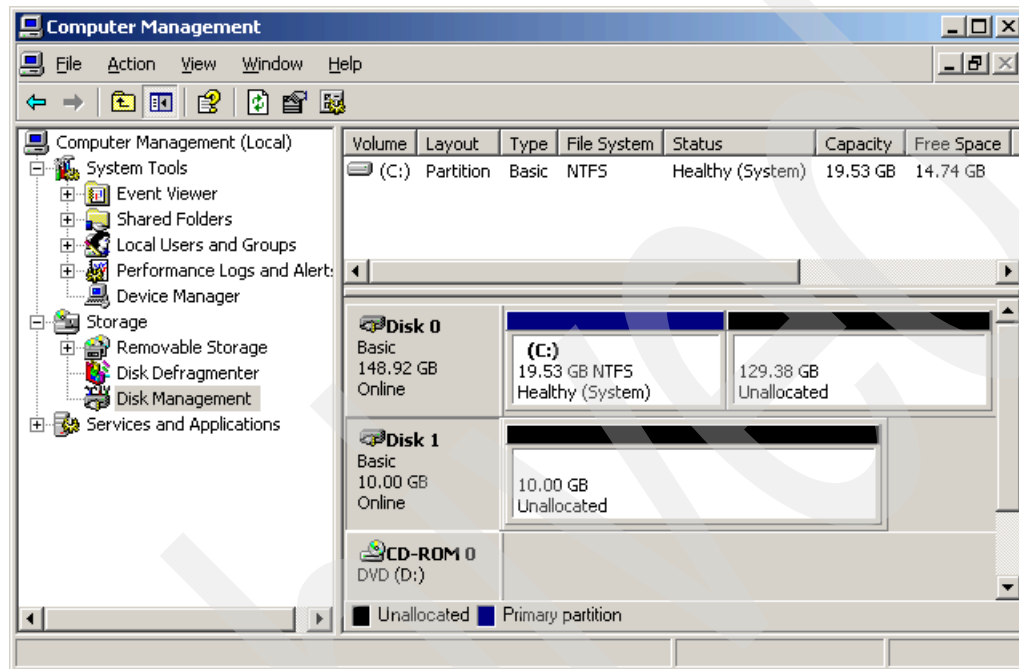 Computer Management
File Action View Window Help
Computer Management (Local)
System Tools
Event Viewer
Shared Folders
Local Users and Groups
Performance Logs and Alert
Device Manager
Storage
Removable Storage
Disk Defragmenter
Disk Management
Services and Applications
Volume Layout Type File System Status Capacity Free Space
(C:) Partition Basic NTFS Healthy (System) 19.53 GB 14.74 GB
Disk 0
Basic
148.92 GB
Online
(C:)
19.53 GB NTFS
Healthy (System)
129.38 GB
Unallocated
Disk 1
Basic
10.00 GB
Online
10.00 GB
Unallocated
CD-ROM 0
DVD (D:)
Unallocated Primary partition